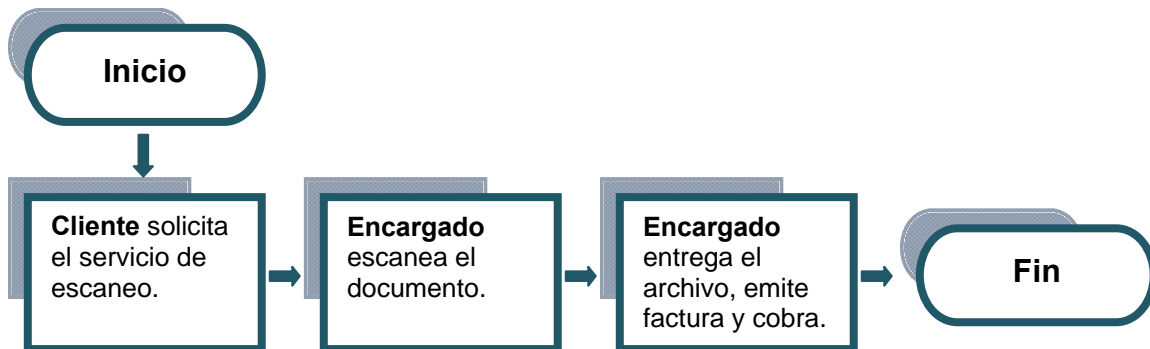 Inicio
Cliente solicita
el servicio de
escaneo.
Encargado
escanea el
documento.
Encargado
entrega el
archivo, emite
factura y cobra.
Fin